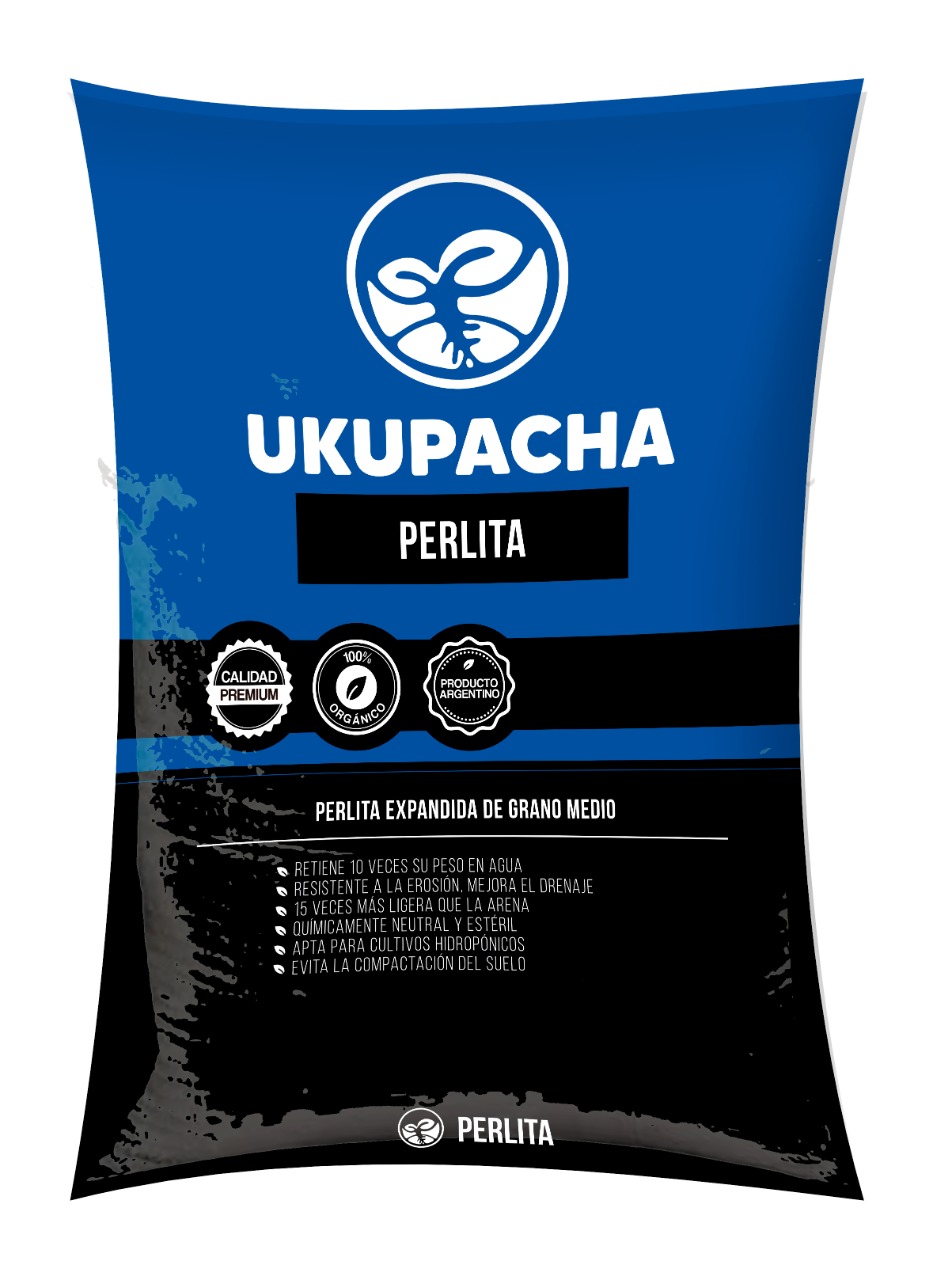 UKUPACHA
PERLITA
CALIDAD
PREMIUM
100%
ORGÁNICO
PRODUCTO
ARGENTINO
PERLITA EXPANDIDA DE GRANO MEDIO
RETIENE 10 VECES SU PESO EN AGUA
RESISTENTE A LA EROSIÓN, MEJORA EL DRENAJE
15 VECES MÁS LIGERA QUE LA ARENA
QUÍMICAMENTE NEUTRAL Y ESTÉRIL
APTA PARA CULTIVOS HIDROPÓNICOS
EVITA LA COMPACTACIÓN DEL SUELO
PERLITA